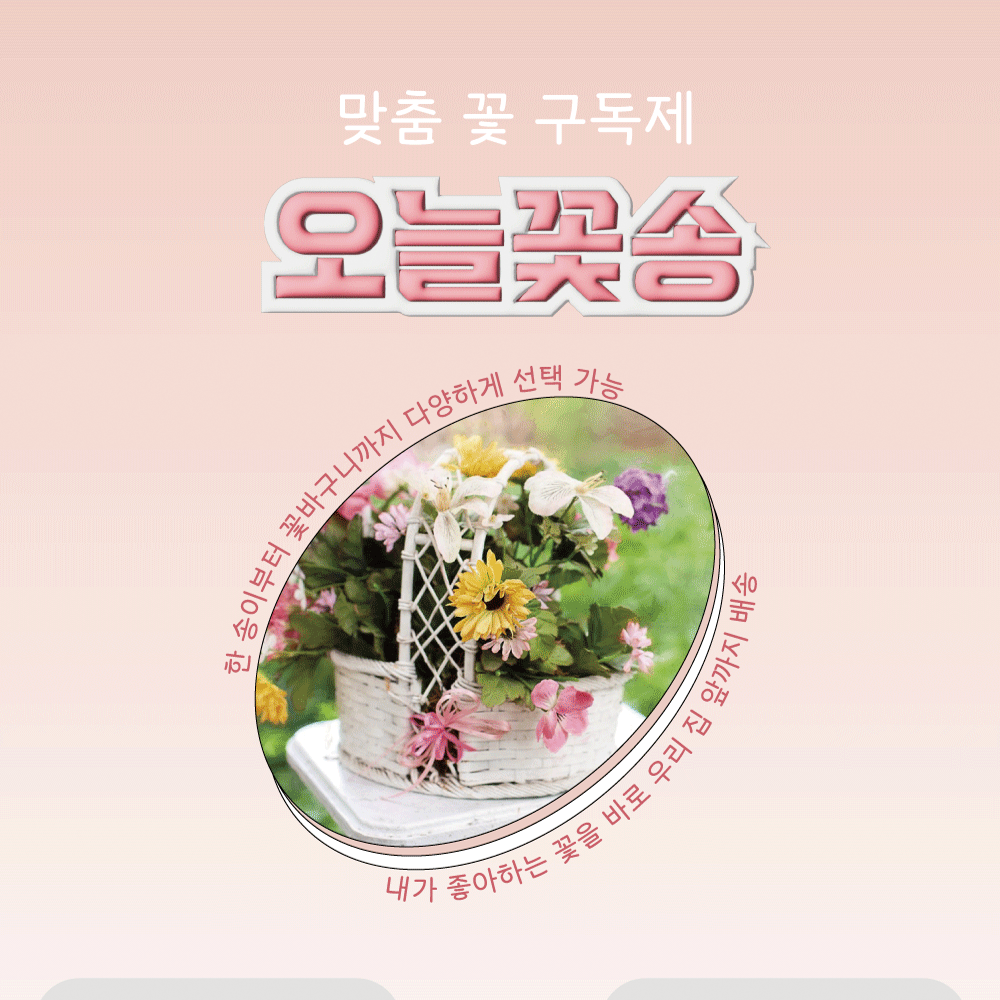 맞춤 꽃 구독제
오늘꽃송
한 송이부터 꽃바구니까지 다양하게 선택 가능
내가 좋아하는 꽃을 바로 우리 집 앞까지 배송